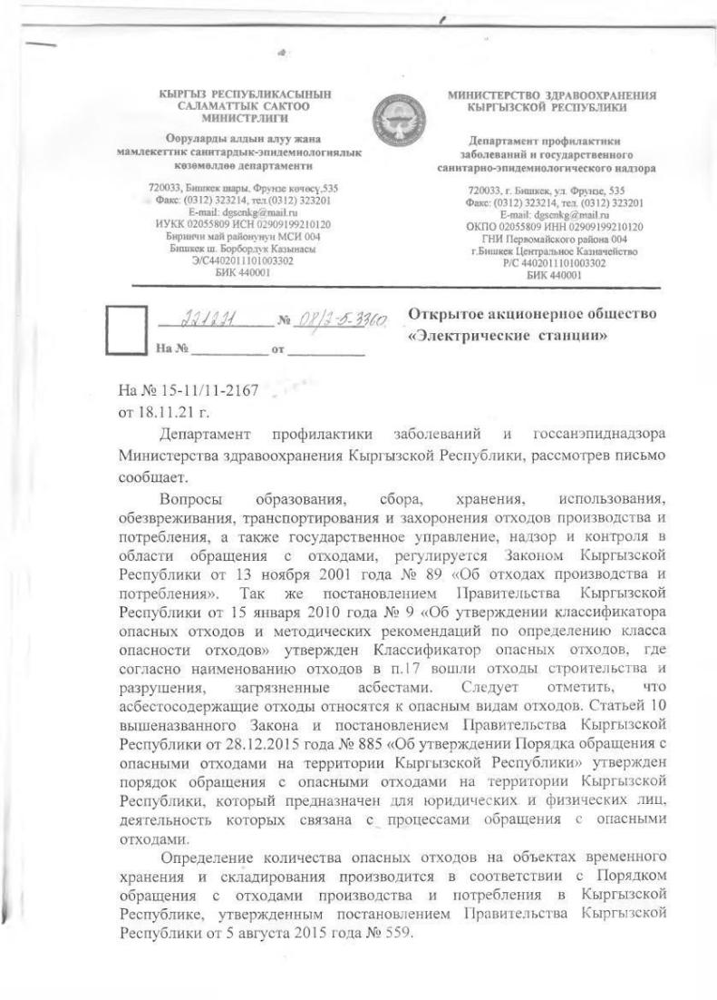 КЫРГЫЗ РЕСПУБЛИКАСЫНЫН
САЛАМАТТЫК САКТОО
МИНИСТРЛИГИ
Ооруларды алдын алуу жана
мамлекеттик санитардык-эпидемиологиялык
көзөмөлдөө департаменти
720033, Бишкек шары, Фрунзе көчөсү,535
Факс: (0312) 323214, тел.(0312) 323201
E-mail: dgsenkg@mail.ru
ИУКК 02055809 ИСН 02909199210120
Биринчи май районунун МСИ 004
Бишкек ш. Борбордук Казынасы
Э/С4402011101003302
БИК 440001
МИНИСТЕРСТВО ЗДРАВООХРАНЕНИЯ
КЫРГЫЗСКОЙ РЕСПУБЛИКИ
Департамент профилактики
заболеваний и государственного
санитарно-эпидемиологического надзора
720033, г. Бишкек, ул. Фрунзе, 535
Факс: (0312) 323214, тел. (0312) 323201
E-mail: dgsenkg@mail.ru
ОКПО 02055809 ИНН 02909199210120
ГНИ Первомайского района 004
г.Бишкек Центральное Казначейство
Р/С 4402011101003302
БИК 440001
221221 № 08/2-5-3360
На № от
Открытое акционерное общество
«Электрические станции»
На № 15-11/11-2167
от 18.11.21 г.
Департамент профилактики заболеваний и госсанэпиднадзора
Министерства здравоохранения Кыргызской Республики, рассмотрев письмо
сообщает.
Вопросы образования, сбора, хранения, использования,
обезвреживания, транспортирования и захоронения отходов производства и
потребления, а также государственное управление, надзор и контроля в
области обращения с отходами, регулируется Законом Кыргызской
Республики от 13 ноября 2001 года № 89 «Об отходах производства и
потребления». Так же постановлением Правительства Кыргызской
Республики от 15 января 2010 года № 9 «Об утверждении классификатора
опасных отходов и методических рекомендаций по определению класса
опасности отходов» утвержден Классификатор опасных отходов, где
согласно наименованию отходов в п.17 вошли отходы строительства и
разрушения, загрязненные асбестами. Следует отметить, что
асбестосодержащие отходы относятся к опасным видам отходов. Статьей 10
вышеназванного Закона и постановлением Правительства Кыргызской
Республики от 28.12.2015 года № 885 «Об утверждении Порядка обращения с
опасными отходами на территории Кыргызской Республики» утвержден
порядок обращения с опасными отходами на территории Кыргызской
Республики, который предназначен для юридических и физических лиц,
деятельность которых связана с процессами обращения с опасными
отходами.
Определение количества опасных отходов на объектах временного
хранения и складирования производится в соответствии с Порядком
обращения с отходами производства и потребления в Кыргызской
Республике, утвержденным постановлением Правительства Кыргызской
Республики от 5 августа 2015 года № 559.